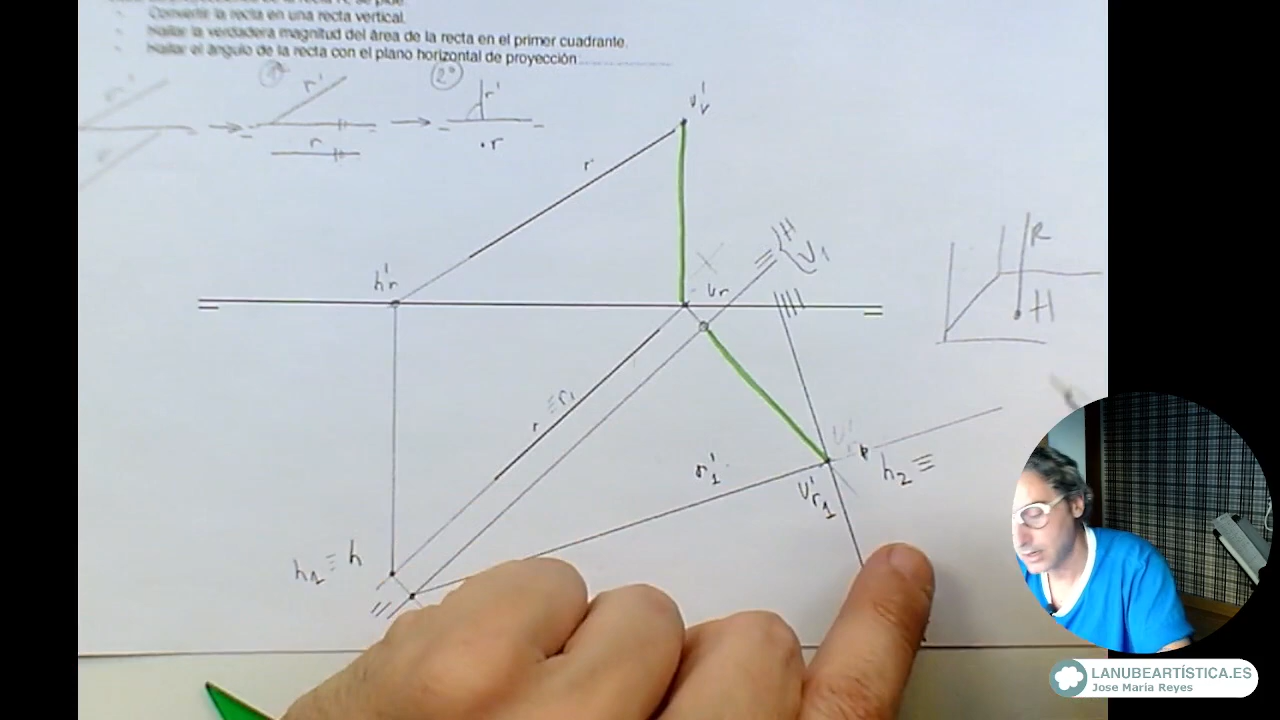 Convertir la recta en una recta vertical.
Hallar la verdadera magnitud del área de la recta en el primer cuadrante.
Hallar el ángulo de la recta con el plano horizontal de proyección
r'
1º
r'
2º
r'
r
r
r
v'r
r'
h'r
vr
H
V1
R
H
r ≡ r1
r'1
v'r1
h2 ≡
h1 ≡ h
LANUBEARTÍSTICA.ES
Jose María Reyes